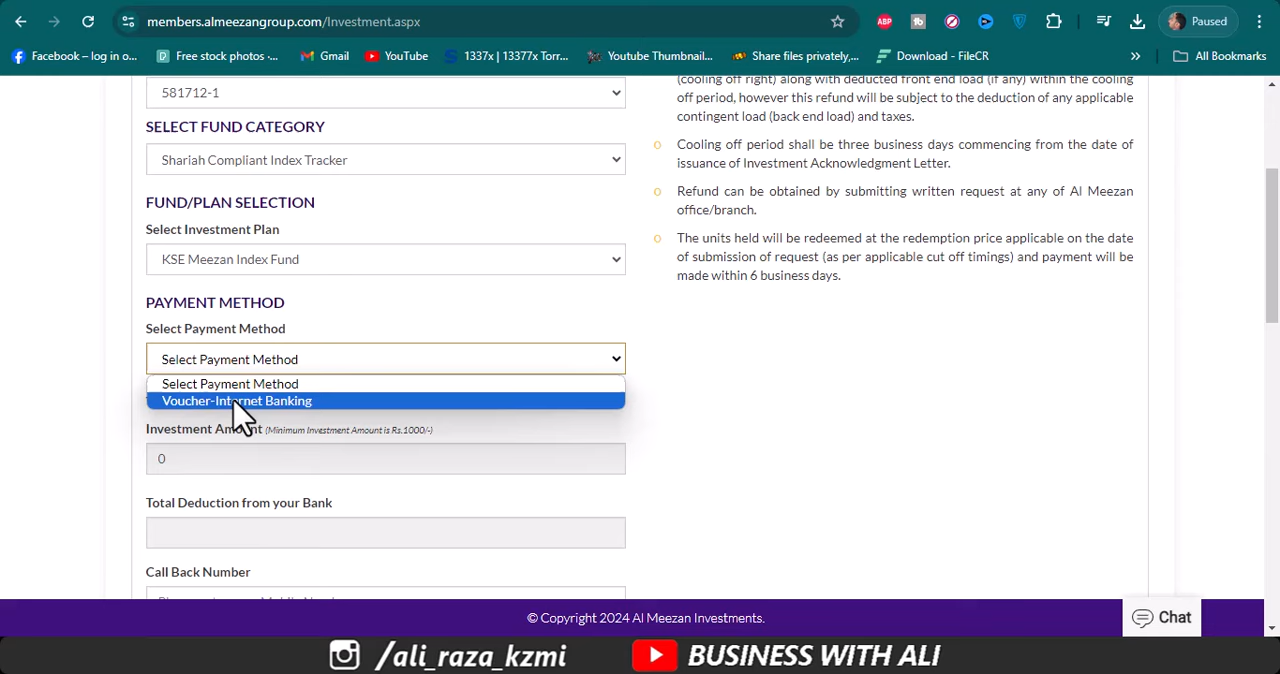 members.almeezangroup.com/Investment.aspx
ABP
Paused
Facebook – log in o...
Free stock photos -...
Gmail
YouTube
1337x | 13377x Torr...
Youtube Thumbnail...
Share files privately,...
Download - FileCR
»
All Bookmarks
581712-1
SELECT FUND CATEGORY
Shariah Compliant Index Tracker
FUND/PLAN SELECTION
Select Investment Plan
KSE Meezan Index Fund
PAYMENT METHOD
Select Payment Method
Select Payment Method
Select Payment Method
Voucher-Internet Banking
Investment Amount (Minimum Investment Amount is Rs.1000/-)
0
Total Deduction from your Bank
Call Back Number
(cooling off right) along with deducted front end load (if any) within the cooling
off period, however this refund will be subject to the deduction of any applicable
contingent load (back end load) and taxes.
o Cooling off period shall be three business days commencing from the date of
issuance of Investment Acknowledgment Letter.
o Refund can be obtained by submitting written request at any of Al Meezan
office/branch.
o The units held will be redeemed at the redemption price applicable on the date
of submission of request (as per applicable cut off timings) and payment will be
made within 6 business days.
© Copyright 2024 Al Meezan Investments.
Chat
/ali_raza_kzmi
BUSINESS WITH ALI